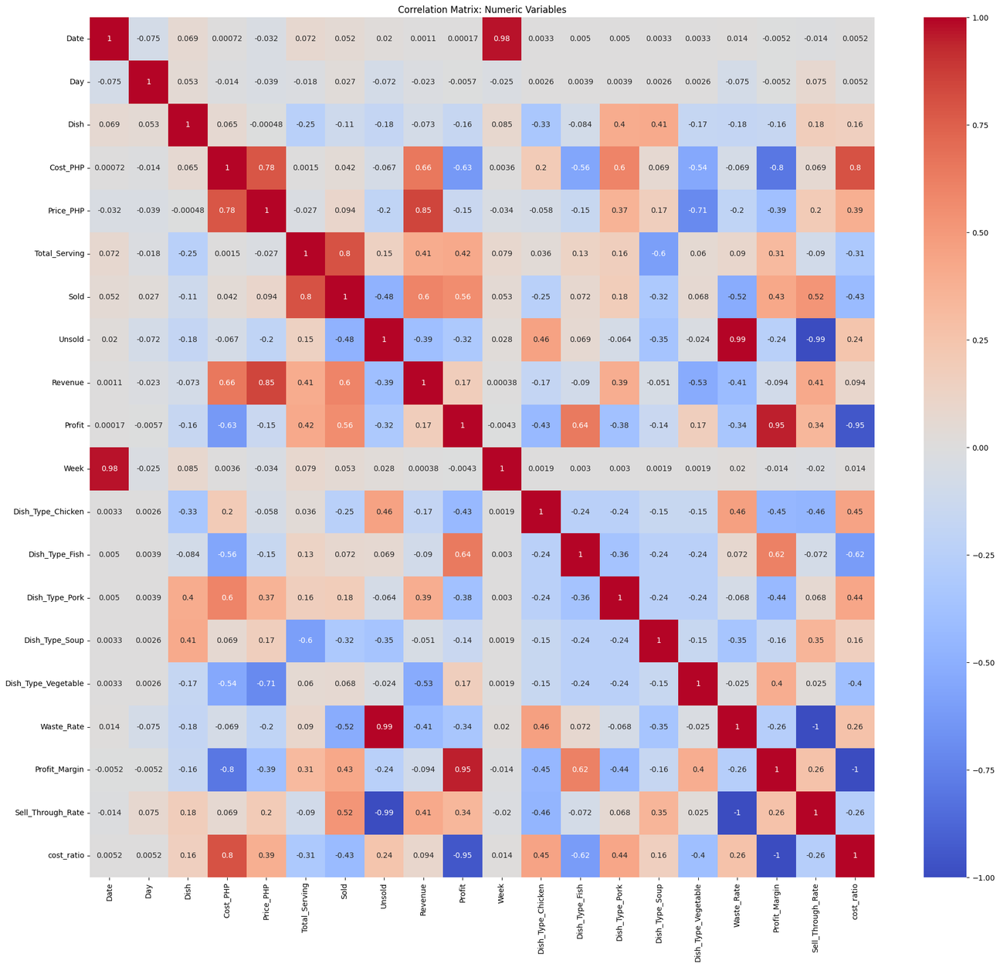 Correlation Matrix: Numeric Variables
Date 1 -0.075 0.069 0.00072 -0.032 0.072 0.052 0.02 0.0011 0.00017 0.98 0.0033 0.005 0.005 0.0033 0.0033 0.014 -0.0052 -0.014 0.0052
Day -0.075 1 0.053 -0.014 -0.039 -0.018 0.027 -0.072 -0.023 -0.0057 -0.025 0.0026 0.0039 0.0039 0.0026 0.0026 -0.075 -0.0052 0.075 0.0052
Dish 0.069 0.053 1 0.065 -0.00048 -0.25 -0.11 -0.18 -0.073 -0.16 0.085 -0.33 -0.084 0.4 0.41 -0.17 -0.18 -0.16 0.18 0.16
Cost_PHP 0.00072 -0.014 0.065 1 0.78 0.0015 0.042 -0.067 0.66 -0.63 0.0036 0.2 -0.56 0.6 0.069 -0.54 -0.069 -0.8 0.069 0.8
Price_PHP -0.032 -0.039 -0.00048 0.78 1 -0.027 0.094 -0.2 0.85 -0.15 -0.034 -0.058 -0.15 0.37 0.17 -0.71 -0.2 -0.39 0.2 0.39
Total_Serving 0.072 -0.018 -0.25 0.0015 -0.027 1 0.8 0.15 0.41 0.42 0.079 0.036 0.13 0.16 -0.6 0.06 0.09 0.31 -0.09 -0.31
Sold 0.052 0.027 -0.11 0.042 0.094 0.8 1 -0.48 0.6 0.56 0.053 -0.25 0.072 0.18 -0.32 0.068 -0.52 0.43 0.52 -0.43
Unsold 0.02 -0.072 -0.18 -0.067 -0.2 0.15 -0.48 1 -0.39 -0.32 0.028 0.46 0.069 -0.064 -0.35 -0.024 0.99 -0.24 -0.99 0.24
Revenue 0.0011 -0.023 -0.073 0.66 0.85 0.41 0.6 -0.39 1 0.17 0.00038 -0.17 -0.09 0.39 -0.051 -0.53 -0.41 -0.094 0.41 0.094
Profit 0.00017 -0.0057 -0.16 -0.63 -0.15 0.42 0.56 -0.32 0.17 1 -0.0043 -0.43 0.64 -0.38 -0.14 0.17 -0.34 0.95 0.34 -0.95
Week 0.98 -0.025 0.085 0.0036 -0.034 0.079 0.053 0.028 0.00038 -0.0043 1 0.0019 0.003 0.003 0.0019 0.0019 0.02 -0.014 -0.02 0.014
Dish_Type_Chicken 0.0033 0.0026 -0.33 0.2 -0.058 0.036 -0.25 0.46 -0.17 -0.43 0.0019 1 -0.24 -0.24 -0.15 -0.15 0.46 -0.45 -0.46 0.45
Dish_Type_Fish 0.005 0.0039 -0.084 -0.56 -0.15 0.13 0.072 0.069 -0.09 0.64 0.003 -0.24 1 -0.36 -0.24 -0.24 0.072 0.62 -0.072 -0.62
Dish_Type_Pork 0.005 0.0039 0.4 0.6 0.37 0.16 0.18 -0.064 0.39 -0.38 0.003 -0.24 -0.36 1 -0.24 -0.24 -0.068 -0.44 0.068 0.44
Dish_Type_Soup 0.0033 0.0026 0.41 0.069 0.17 -0.6 -0.32 -0.35 -0.051 -0.14 0.0019 -0.15 -0.24 -0.24 1 -0.15 -0.35 -0.16 0.35 0.16
Dish_Type_Vegetable 0.0033 0.0026 -0.17 -0.54 -0.71 0.06 0.068 -0.024 -0.53 0.17 0.0019 -0.15 -0.24 -0.24 -0.15 1 -0.025 0.4 0.025 -0.4
Waste_Rate 0.014 -0.075 -0.18 -0.069 -0.2 0.09 -0.52 0.99 -0.41 -0.34 0.02 0.46 0.072 -0.068 -0.35 -0.025 1 -0.26 -1 0.26
Profit_Margin -0.0052 -0.0052 -0.16 -0.8 -0.39 0.31 0.43 -0.24 -0.094 0.95 -0.014 -0.45 0.62 -0.44 -0.16 0.4 -0.26 1 0.26 -1
Sell_Through_Rate -0.014 0.075 0.18 0.069 0.2 -0.09 0.52 -0.99 0.41 0.34 -0.02 -0.46 -0.072 0.068 0.35 0.025 -1 0.26 1 -0.26
cost_ratio 0.0052 0.0052 0.16 0.8 0.39 -0.31 -0.43 0.24 0.094 -0.95 0.014 0.45 -0.62 0.44 0.16 -0.4 0.26 -1 -0.26 1
Date
Day
Dish
Cost_PHP
Price_PHP
Total_Serving
Sold
Unsold
Revenue
Profit
Week
Dish_Type_Chicken
Dish_Type_Fish
Dish_Type_Pork
Dish_Type_Soup
Dish_Type_Vegetable
Waste_Rate
Profit_Margin
Sell_Through_Rate
cost_ratio
1.00
0.75
0.50
0.25
0.00
−0.25
−0.50
−0.75
−1.00